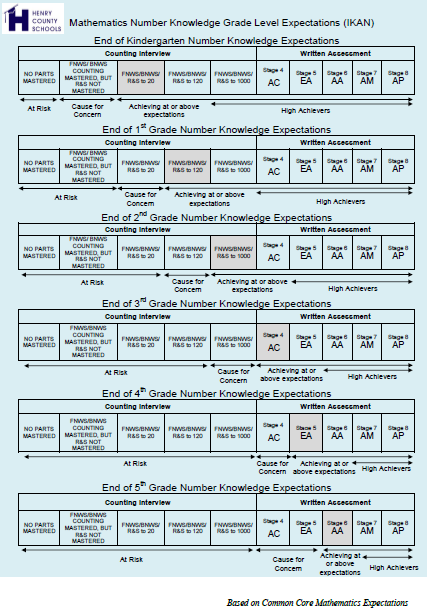 HENRY
COUNTY
SCHOOLS
Mathematics Number Knowledge Grade Level Expectations (IKAN)
End of Kindergarten Number Knowledge Expectations
Counting Interview Written Assessment
NO PARTS MASTERED
FNWS/ BNWS COUNTING MASTERED, BUT R&S NOT MASTERED
FNWS/BNWS/ R&S to 20
FNWS/BNWS/ R&S to 120
FNWS/BNWS/ R&S to 1000
Stage 4 AC
Stage 5 EA
Stage 6 AA
Stage 7 AM
Stage 8 AP
At Risk
Cause for Concern
Achieving at or above expectations
High Achievers
End of 1st Grade Number Knowledge Expectations
Counting Interview Written Assessment
NO PARTS MASTERED
FNWS/BNWS COUNTING MASTERED, BUT R&S NOT MASTERED
FNWS/BNWS/ R&S to 20
FNWS/BNWS/ R&S to 120
FNWS/BNWS/ R&S to 1000
Stage 4 AC
Stage 5 EA
Stage 6 AA
Stage 7 AM
Stage 8 AP
At Risk
Cause for Concern
Achieving at or above expectations
High Achievers
End of 2nd Grade Number Knowledge Expectations
Counting Interview Written Assessment
NO PARTS MASTERED
FNWS/BNWS COUNTING MASTERED, BUT R&S NOT MASTERED
FNWS/BNWS/ R&S to 20
FNWS/BNWS/ R&S to 120
FNWS/BNWS/ R&S to 1000
Stage 4 AC
Stage 5 EA
Stage 6 AA
Stage 7 AM
Stage 8 AP
At Risk
Cause for Concern
Achieving at or above expectations
High Achievers
End of 3rd Grade Number Knowledge Expectations
Counting Interview Written Assessment
NO PARTS MASTERED
FNWS/BNWS COUNTING MASTERED, BUT R&S NOT MASTERED
FNWS/BNWS/ R&S to 20
FNWS/BNWS/ R&S to 120
FNWS/BNWS/ R&S to 1000
Stage 4 AC
Stage 5 EA
Stage 6 AA
Stage 7 AM
Stage 8 AP
At Risk
Cause for Concern
Achieving at or above expectations
High Achievers
End of 4th Grade Number Knowledge Expectations
Counting Interview Written Assessment
NO PARTS MASTERED
FNWS/BNWS COUNTING MASTERED, BUT R&S NOT MASTERED
FNWS/BNWS/ R&S to 20
FNWS/BNWS/ R&S to 120
FNWS/BNWS/ R&S to 1000
Stage 4 AC
Stage 5 EA
Stage 6 AA
Stage 7 AM
Stage 8 AP
At Risk
Cause for Concern
Achieving at or above expectations
High Achievers
End of 5th Grade Number Knowledge Expectations
Counting Interview Written Assessment
NO PARTS MASTERED
FNWS/BNWS COUNTING MASTERED, BUT R&S NOT MASTERED
FNWS/BNWS/ R&S to 20
FNWS/BNWS/ R&S to 120
FNWS/BNWS/ R&S to 1000
Stage 4 AC
Stage 5 EA
Stage 6 AA
Stage 7 AM
Stage 8 AP
At Risk
Cause for Concern
Achieving at or above expectations
High Achievers
Based on Common Core Mathematics Expectations